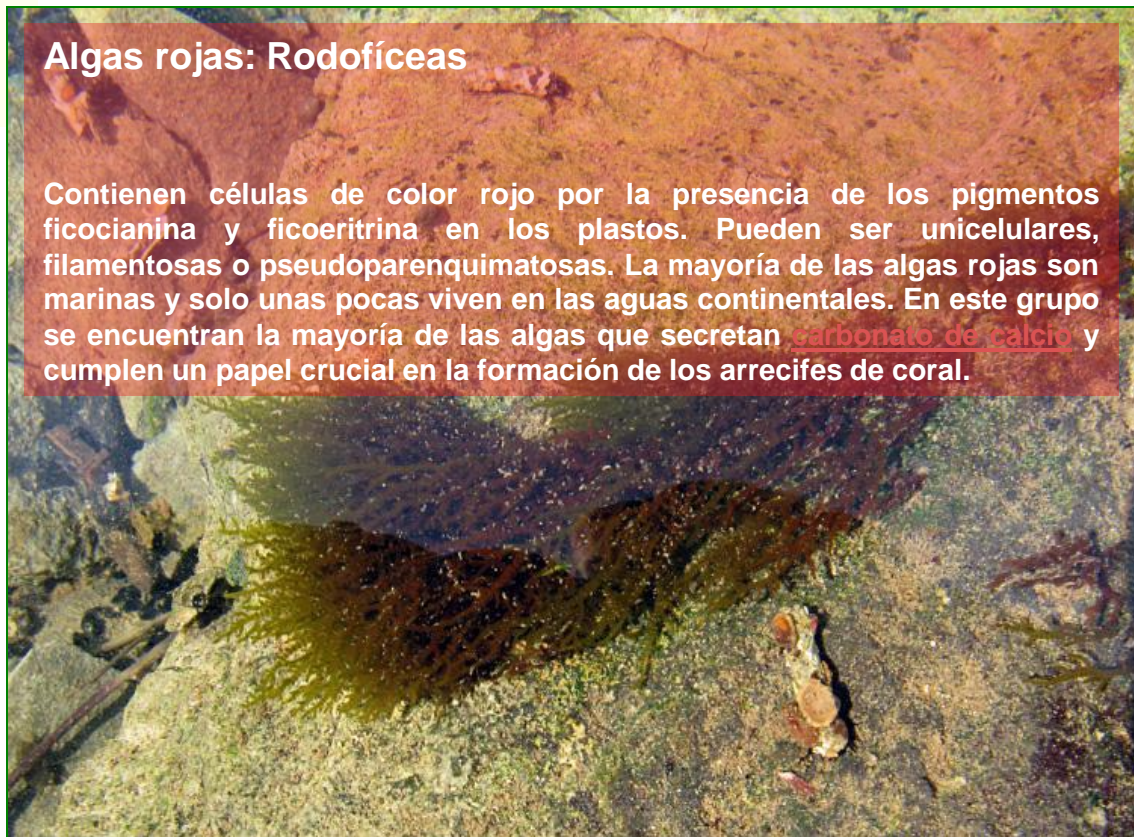 Algas rojas: Rodofíceas
Contienen células de color rojo por la presencia de los pigmentos
ficocianina y ficoeritrina en los plastos. Pueden ser unicelulares,
filamentosas o pseudoparenquimatosas. La mayoría de las algas rojas son
marinas y solo unas pocas viven en las aguas continentales. En este grupo
se encuentran la mayoría de las algas que secretan carbonato de calcio y
cumplen un papel crucial en la formación de los arrecifes de coral.